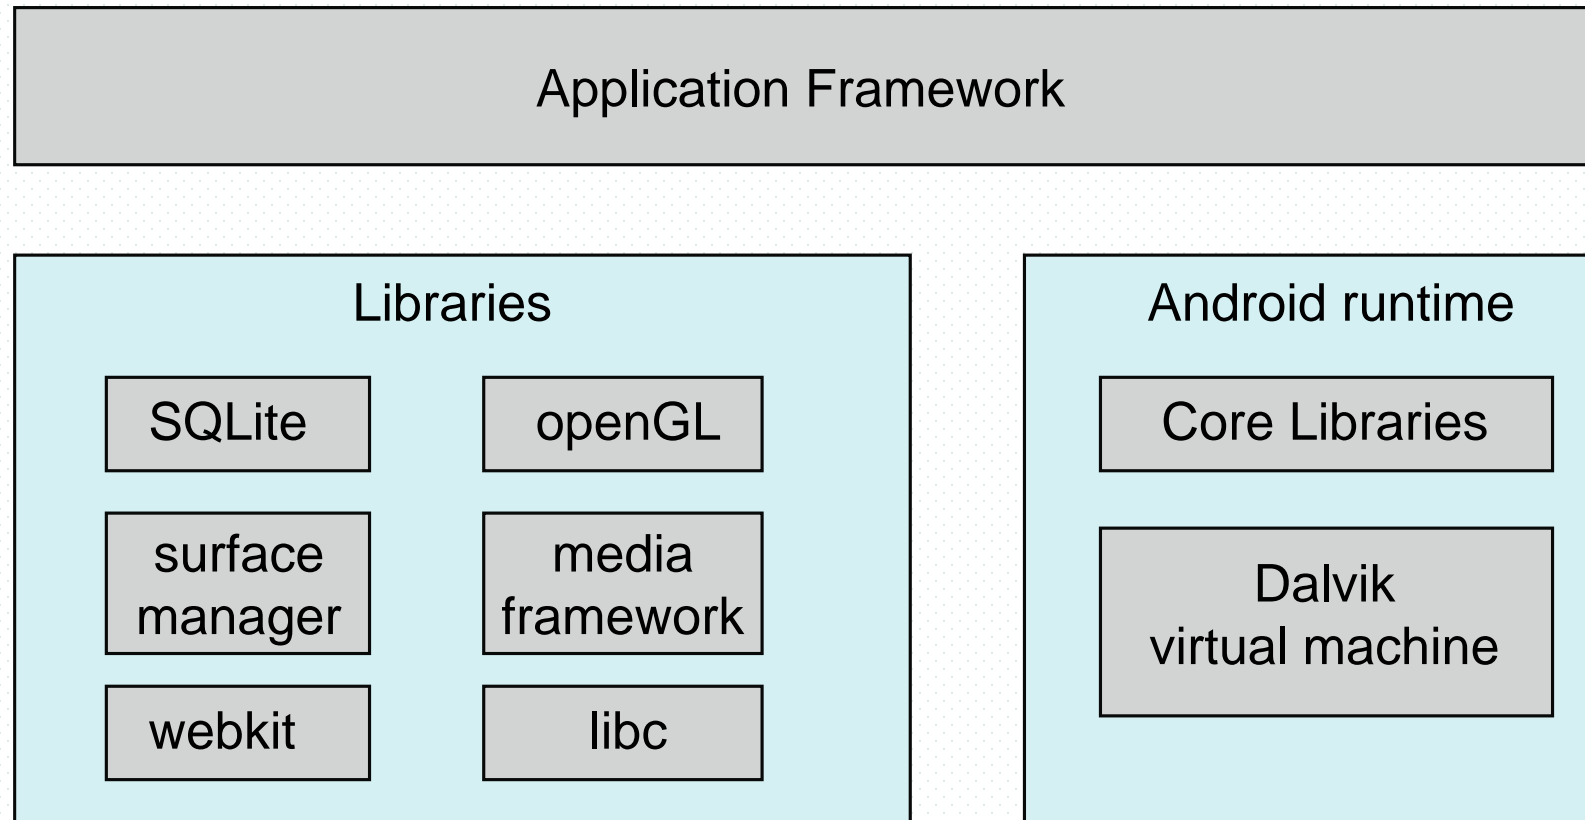 Application Framework
Libraries
SQLite
openGL
surface
manager
media
framework
webkit
libc
Android runtime
Core Libraries
Dalvik
virtual machine